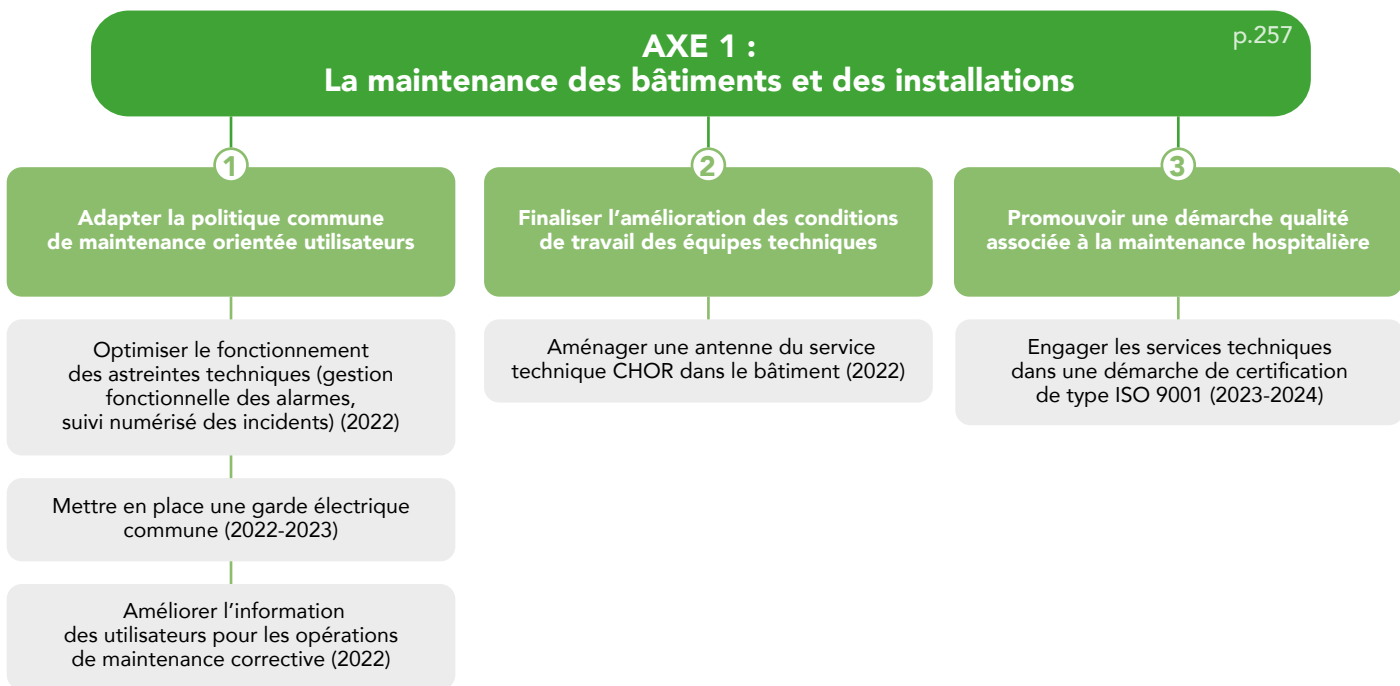 AXE 1 :
p.257
La maintenance des bâtiments et des installations
1
Adapter la politique commune
de maintenance orientée utilisateurs
Optimiser le fonctionnement
des astreintes techniques (gestion
fonctionnelle des alarmes,
suivi numérisé des incidents) (2022)
Mettre en place une garde électrique
commune (2022-2023)
Améliorer l’information
des utilisateurs pour les opérations
de maintenance corrective (2022)
2
Finaliser l’amélioration des conditions
de travail des équipes techniques
Aménager une antenne du service
technique CHOR dans le bâtiment (2022)
3
Promouvoir une démarche qualité
associée à la maintenance hospitalière
Engager les services techniques
dans une démarche de certification
de type ISO 9001 (2023-2024)